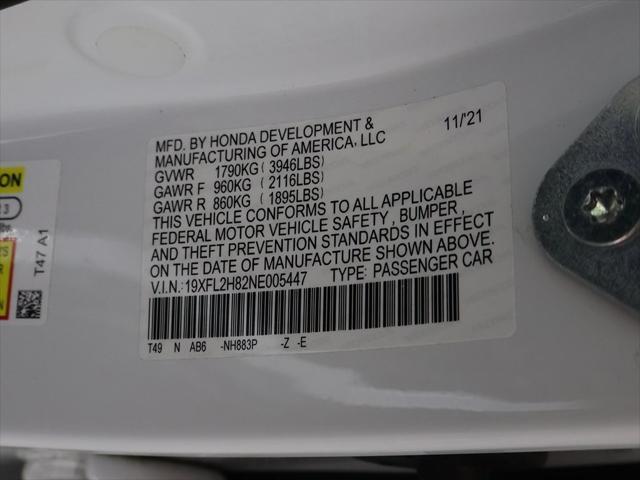 MFD. BY HONDA DEVELOPMENT & 11/'21
MANUFACTURING OF AMERICA, LLC
GVWR 1790KG ( 3946LBS)
GAWR F 960KG ( 2116LBS)
GAWR R 860KG ( 1895LBS)
THIS VEHICLE CONFORMS TO ALL APPLICABLE
FEDERAL MOTOR VEHICLE SAFETY , BUMPER,
AND THEFT PREVENTION STANDARDS IN EFFECT
ON THE DATE OF MANUFACTURE SHOWN ABOVE.
V.I.N.:19XFL2H82NE005447 TYPE: PASSENGER CAR
T49 N AB6 -NH883P -Z -E
T47 A1